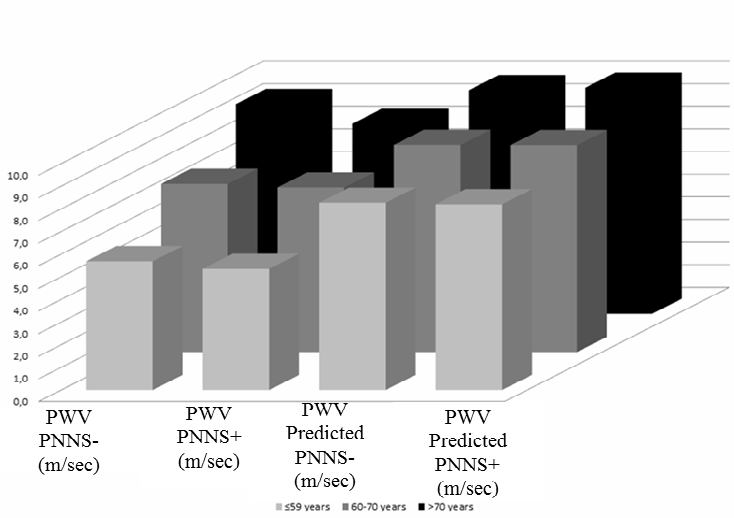 10,0
9,0
8,0
7,0
6,0
5,0
4,0
3,0
2,0
1,0
0,0
PWV
PNNS-
(m/sec)
PWV
PNNS+
(m/sec)
PWV
Predicted
PNNS-
(m/sec)
PWV
Predicted
PNNS+
(m/sec)
≤59 years 60-70 years >70 years